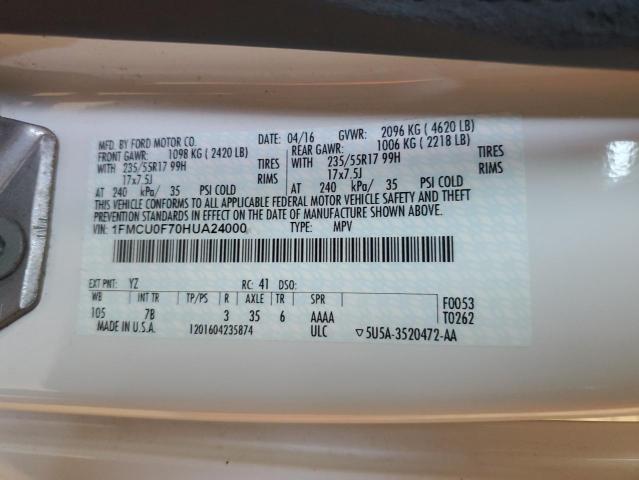 MFD. BY FORD MOTOR CO.
DATE: 04/16 GVWR: 2096 KG ( 4620 LB)
FRONT GAWR: 1098 KG ( 2420 LB)
REAR GAWR: 1006 KG ( 2218 LB)
WITH 235/55R17 99H TIRES
WITH 235/55R17 99H TIRES
17x7.5J RIMS
17x7.5J RIMS
AT 240 kPa/ 35 PSI COLD
AT 240 kPa/ 35 PSI COLD
THIS VEHICLE CONFORMS TO ALL APPLICABLE FEDERAL MOTOR VEHICLE SAFETY AND THEFT
PREVENTION STANDARDS IN EFFECT ON THE DATE OF MANUFACTURE SHOWN ABOVE.
VIN: 1FMCU0F70HUA24000 TYPE: MPV
EXT PNT: YZ RC: 41 DSO:
WB INT TR TP/PS R AXLE TR SPR
105 7B 3 35 6 AAAA
F0053
T0262
MADE IN U.S.A. 1201604235874 ULC ▽5U5A-3520472-AA